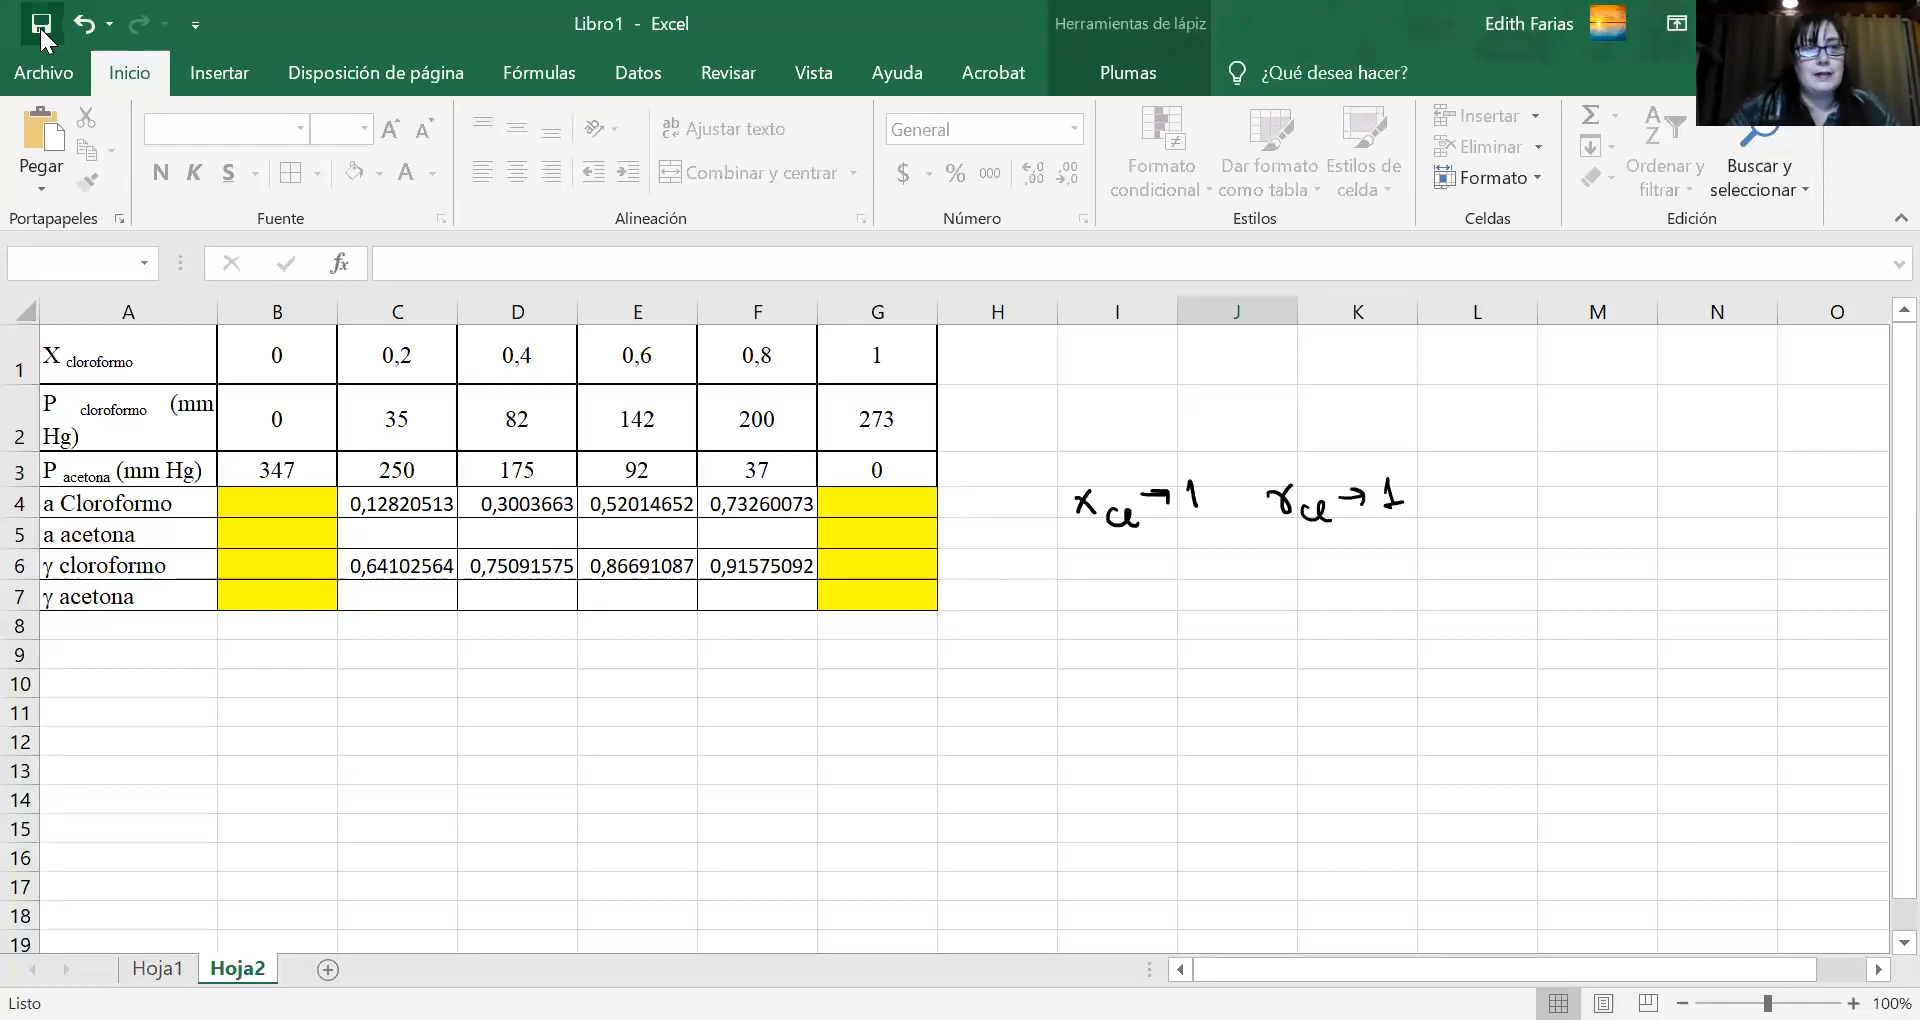 Libro1 - Excel
Herramientas de lápiz
Edith Farias
Archivo Inicio Insertar Disposición de página Fórmulas Datos Revisar Vista Ayuda Acrobat Plumas ¿Qué desea hacer?
Pegar
N K S
Ajustar texto
Combinar y centrar
General
$ % 000
Formato condicional
Dar formato como tabla
Estilos de celda
Insertar
Eliminar
Formato
Ordenar y filtrar
Buscar y seleccionar
Portapapeles Fuente Alineación Número Estilos Celdas Edición
fx
A B C D E F G H I J K L M N O
1 X cloroformo 0 0,2 0,4 0,6 0,8 1
2 P cloroformo (mm Hg) 0 35 82 142 200 273
3 P acetona (mm Hg) 347 250 175 92 37 0
4 a Cloroformo 0,12820513 0,3003663 0,52014652 0,73260073
x cl → 1 γ cl → 1
5 a acetona
6 γ cloroformo 0,64102564 0,75091575 0,86691087 0,91575092
7 γ acetona
8
9
10
11
12
13
14
15
16
17
18
19
Hoja1 Hoja2
Listo
100%